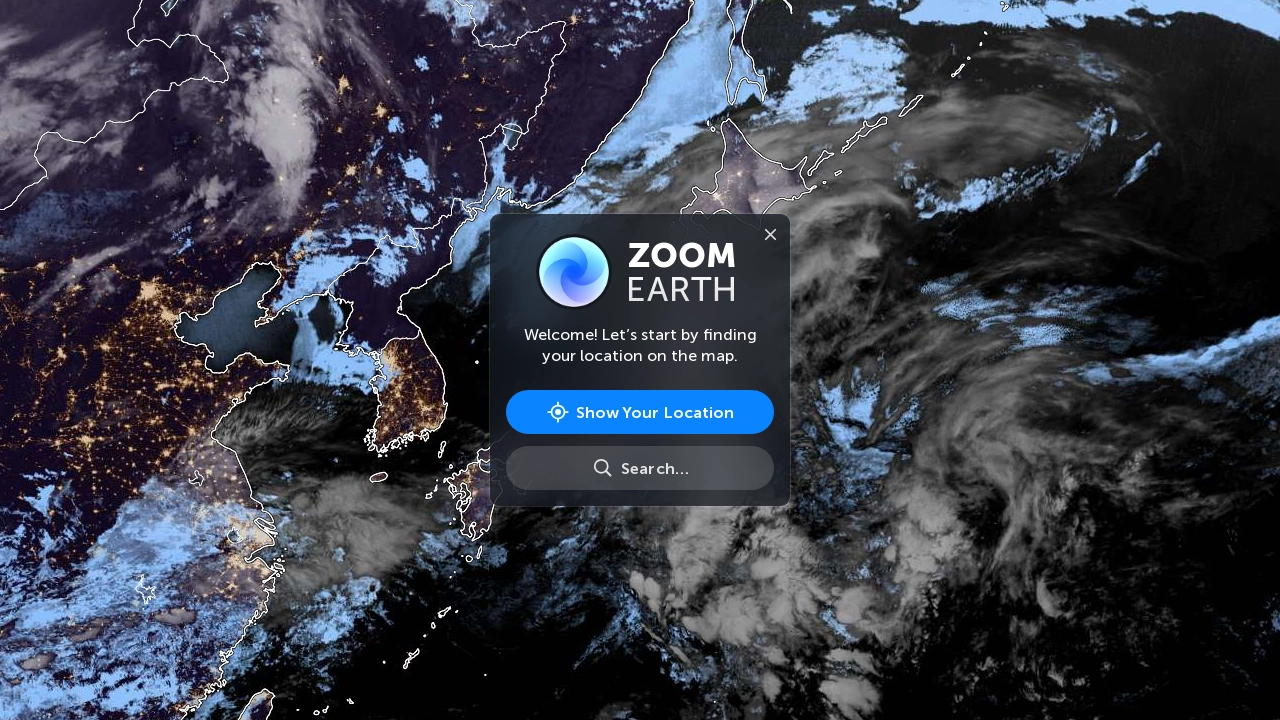 ZOOM
EARTH
Welcome! Let’s start by finding
your location on the map.
Show Your Location
Search…